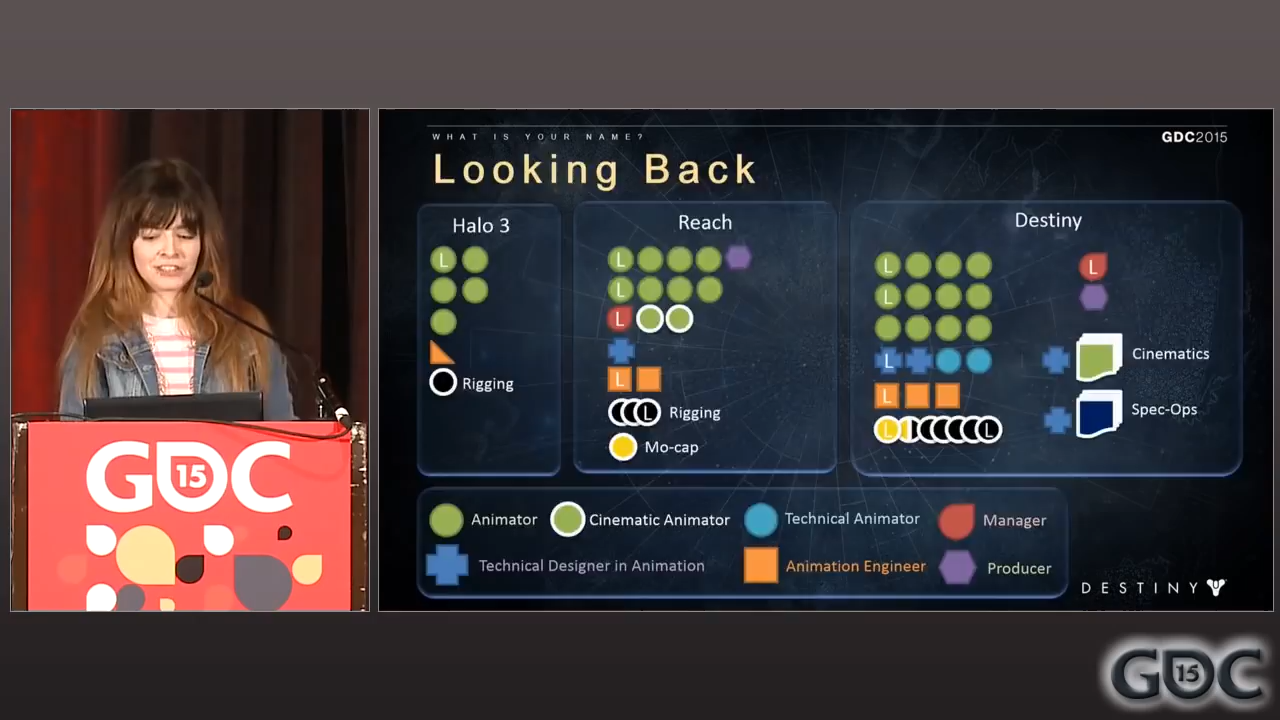 WHAT IS YOUR NAME?
GDC2015
Looking Back
Halo 3
L
Rigging
Reach
L
L
L
L
L Rigging
Mo-cap
Destiny
L
L
L
L
L
L
L
Cinematics
Spec-Ops
Animator
Cinematic Animator
Technical Animator
Manager
Technical Designer in Animation
Animation Engineer
Producer
DESTINY
GDC
15
GDC
15